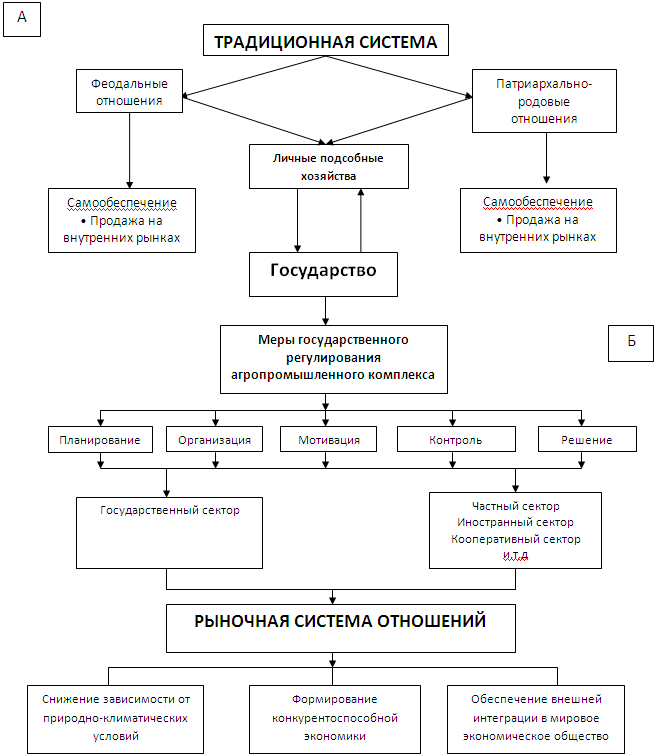 А
ТРАДИЦИОННАЯ СИСТЕМА
Феодальные
отношения
Патриархально-
родовые
отношения
Личные подсобные
хозяйства
Самообеспечение
• Продажа на
внутренних рынках
Самообеспечение
• Продажа на
внутренних рынках
Государство
Б
Меры государственного
регулирования
агропромышленного комплекса
Планирование
Организация
Мотивация
Контроль
Решение
Государственный сектор
Частный сектор
Иностранный сектор
Кооперативный сектор
и.т.д
РЫНОЧНАЯ СИСТЕМА ОТНОШЕНИЙ
Снижение зависимости от
природно-климатических
условий
Формирование
конкурентоспособной
экономики
Обеспечение внешней
интеграции в мировое
экономическое общество